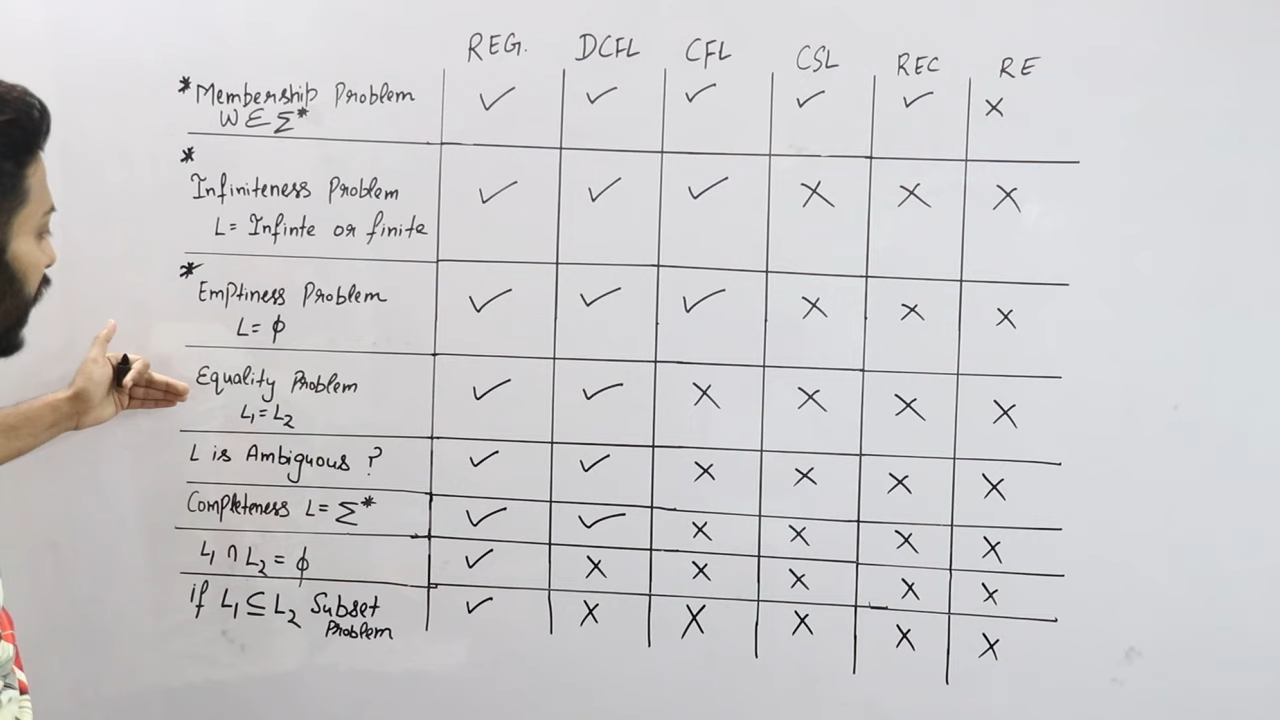 REG. DCFL CFL CSL REC RE
* Membership Problem ✓ ✓ ✓ ✓ ✓ ×
W ∈ Σ*
*
Infiniteness Problem ✓ ✓ ✓ × × ×
L = Infinte or finite
*
Emptiness Problem ✓ ✓ ✓ × × ×
L = ϕ
Equality Problem ✓ ✓ × × × ×
L₁ = L₂
L is Ambiguous ? ✓ ✓ × × × ×
Completeness L = Σ* ✓ ✓ × × × ×
L₁ ∩ L₂ = ϕ ✓ × × × × ×
if L₁ ⊆ L₂ Subset ✓ × × × × ×
Problem